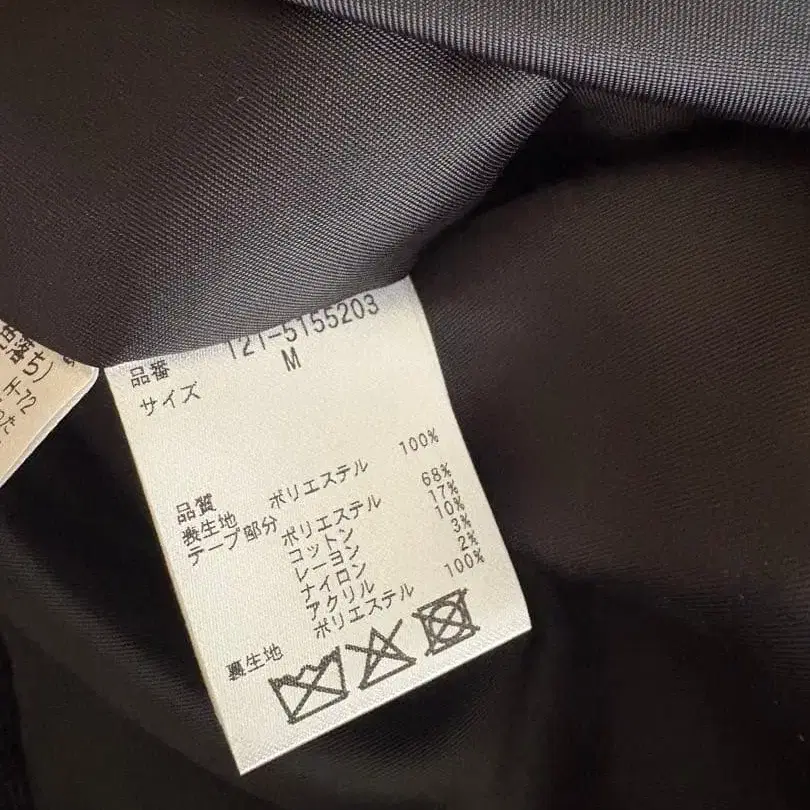 品番 121-5155203
サイズ M
品質
表生地 ポリエステル 100%
テープ部分 ポリエステル 68%
コットン 17%
レーヨン 10%
ナイロン 3%
アクリル 2%
裏生地 ポリエステル 100%
色落ち)